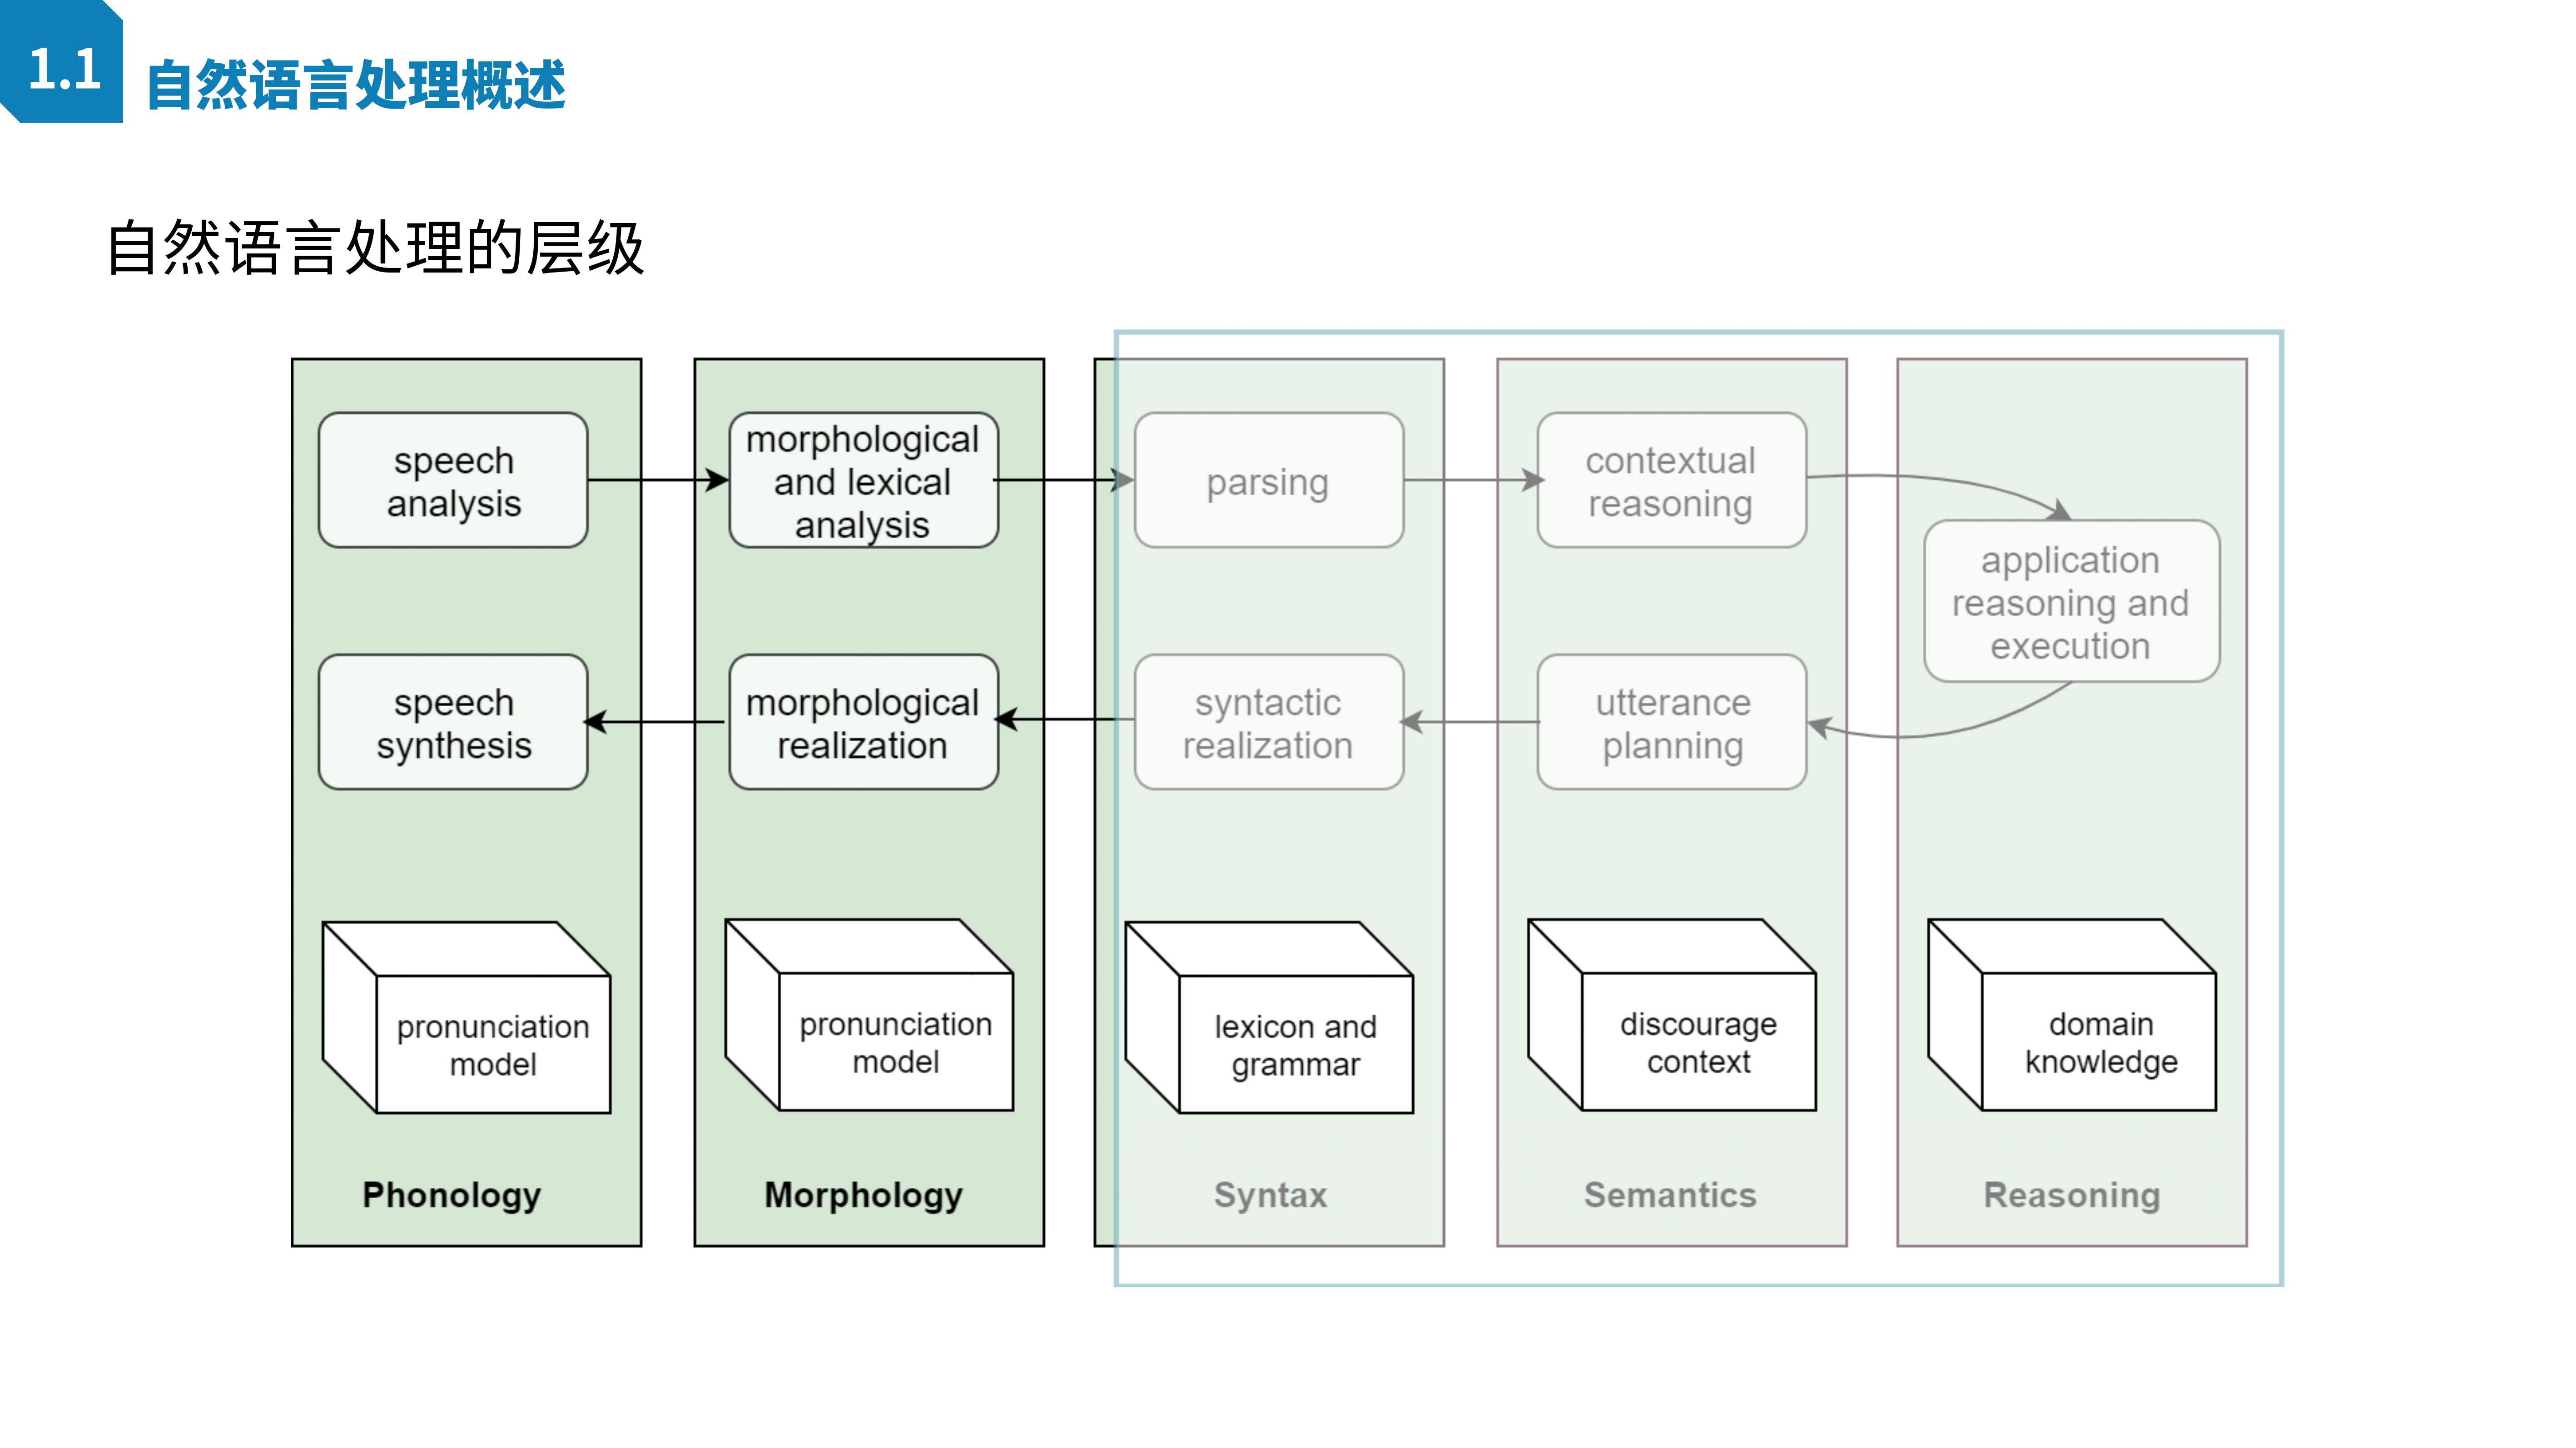 1.1
自然语言处理概述
自然语言处理的层级
speech
analysis
morphological
and lexical
analysis
parsing
contextual
reasoning
application
reasoning and
execution
speech
synthesis
morphological
realization
syntactic
realization
utterance
planning
pronunciation
model
pronunciation
model
lexicon and
grammar
discourage
context
domain
knowledge
Phonology
Morphology
Syntax
Semantics
Reasoning